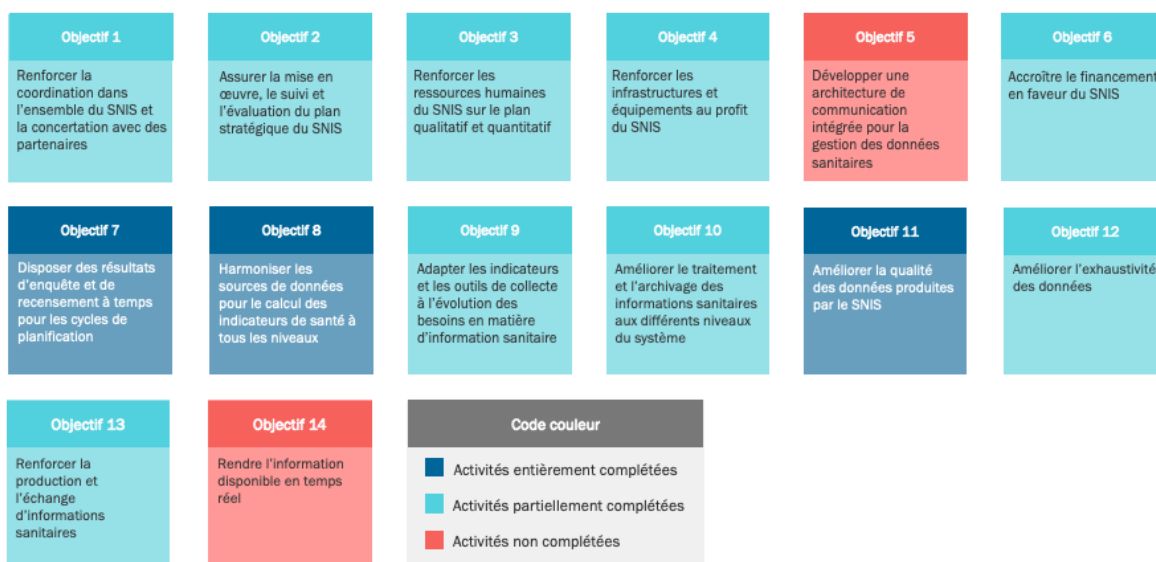 Objectif 1
Renforcer la
coordination dans
l'ensemble du SNIS et
la concertation avec des
partenaires
Objectif 2
Assurer la mise en
œuvre, le suivi et
l'évaluation du plan
stratégique du SNIS
Objectif 3
Renforcer les
ressources humaines
du SNIS sur le plan
qualitatif et quantitatif
Objectif 4
Renforcer les
infrastructures et
équipements au profit
du SNIS
Objectif 5
Développer une
architecture de
communication
intégrée pour la
gestion des données
sanitaires
Objectif 6
Accroître le financement
en faveur du SNIS
Objectif 7
Disposer des résultats
d'enquête et de
recensement à temps
pour les cycles de
planification
Objectif 8
Harmoniser les
sources de données
pour le calcul des
indicateurs de santé à
tous les niveaux
Objectif 9
Adapter les indicateurs
et les outils de collecte
à l'évolution des
besoins en matière
d'information sanitaire
Objectif 10
Améliorer le traitement
et l'archivage des
informations sanitaires
aux différents niveaux
du système
Objectif 11
Améliorer la qualité
des données produites
par le SNIS
Objectif 12
Améliorer l'exhaustivité
des données
Objectif 13
Renforcer la
production et
l'échange
d'informations
sanitaires
Objectif 14
Rendre l'information
disponible en temps
réel
Code couleur
Activités entièrement complétées
Activités partiellement complétées
Activités non complétées